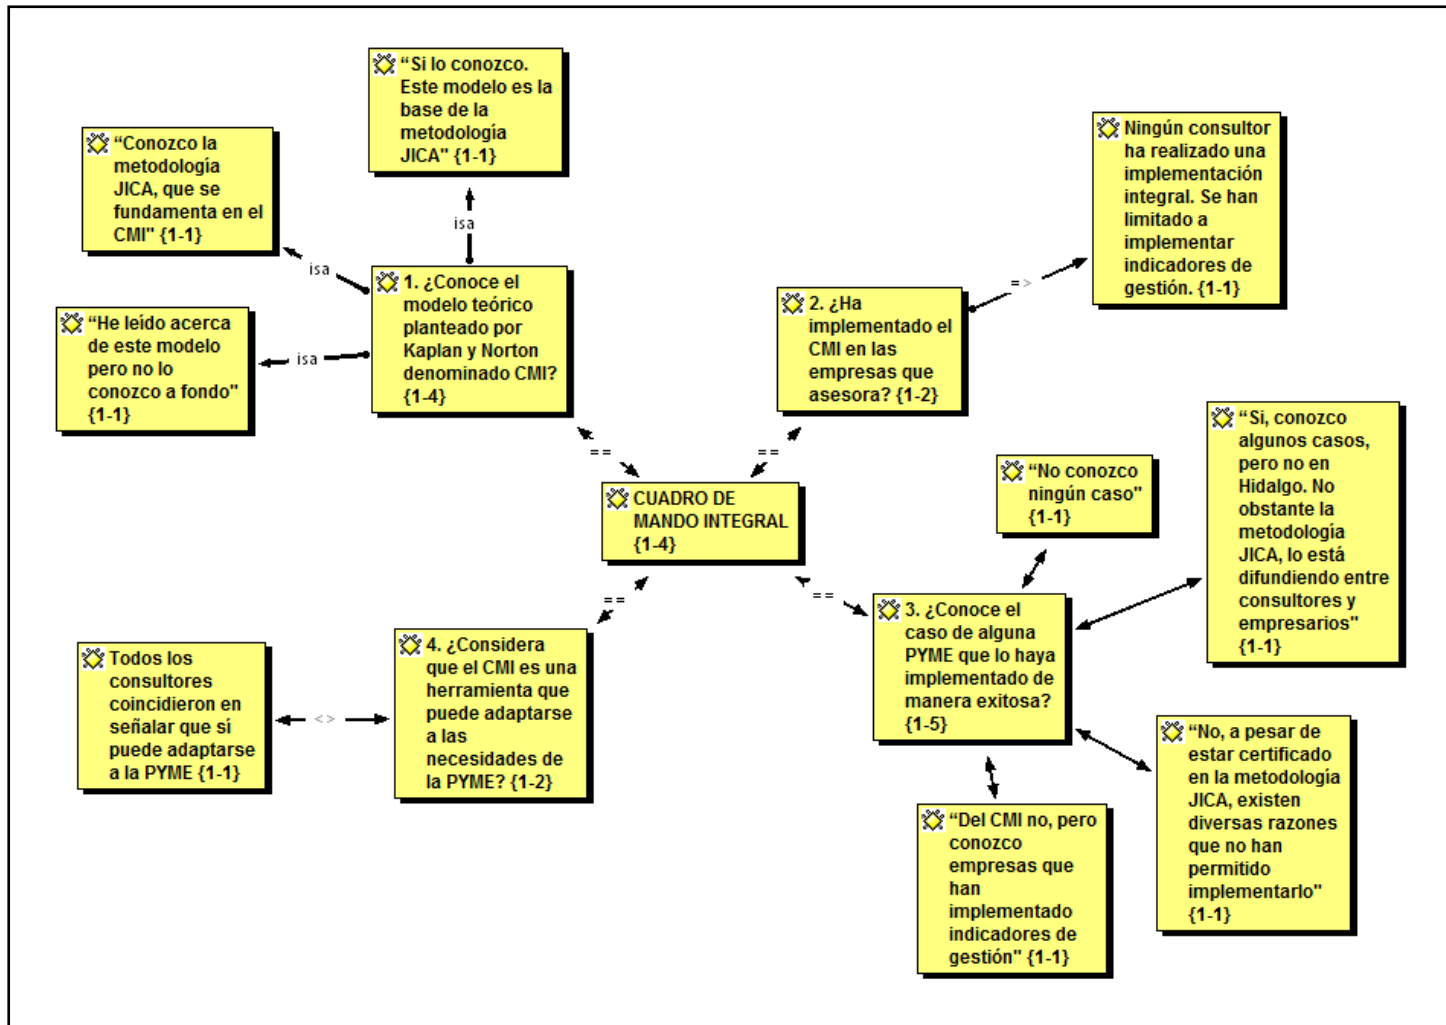 “Si lo conozco.
Este modelo es la
base de la
metodología
JICA" {1-1}
“Conozco la
metodología
JICA, que se
fundamenta en el
CMI" {1-1}
“He leído acerca
de este modelo
pero no lo
conozco a fondo"
{1-1}
isa
isa
isa
1. ¿Conoce el
modelo teórico
planteado por
Kaplan y Norton
denominado CMI?
{1-4}
Ningún consultor
ha realizado una
implementación
integral. Se han
limitado a
implementar
indicadores de
gestión. {1-1}
=>
2. ¿Ha
implementado el
CMI en las
empresas que
asesora? {1-2}
==
==
CUADRO DE
MANDO INTEGRAL
{1-4}
==
==
“No conozco
ningún caso"
{1-1}
“Si, conozco
algunos casos,
pero no en
Hidalgo. No
obstante la
metodología
JICA, lo está
difundiendo entre
consultores y
empresarios"
{1-1}
3. ¿Conoce el
caso de alguna
PYME que lo haya
implementado de
manera exitosa?
{1-5}
“No, a pesar de
estar certificado
en la metodología
JICA, existen
diversas razones
que no han
permitido
implementarlo"
{1-1}
“Del CMI no, pero
conozco
empresas que
han
implementado
indicadores de
gestión" {1-1}
4. ¿Considera
que el CMI es una
herramienta que
puede adaptarse
a las
necesidades de
la PYME? {1-2}
<>
Todos los
consultores
coincidieron en
señalar que sí
puede adaptarse
a la PYME {1-1}